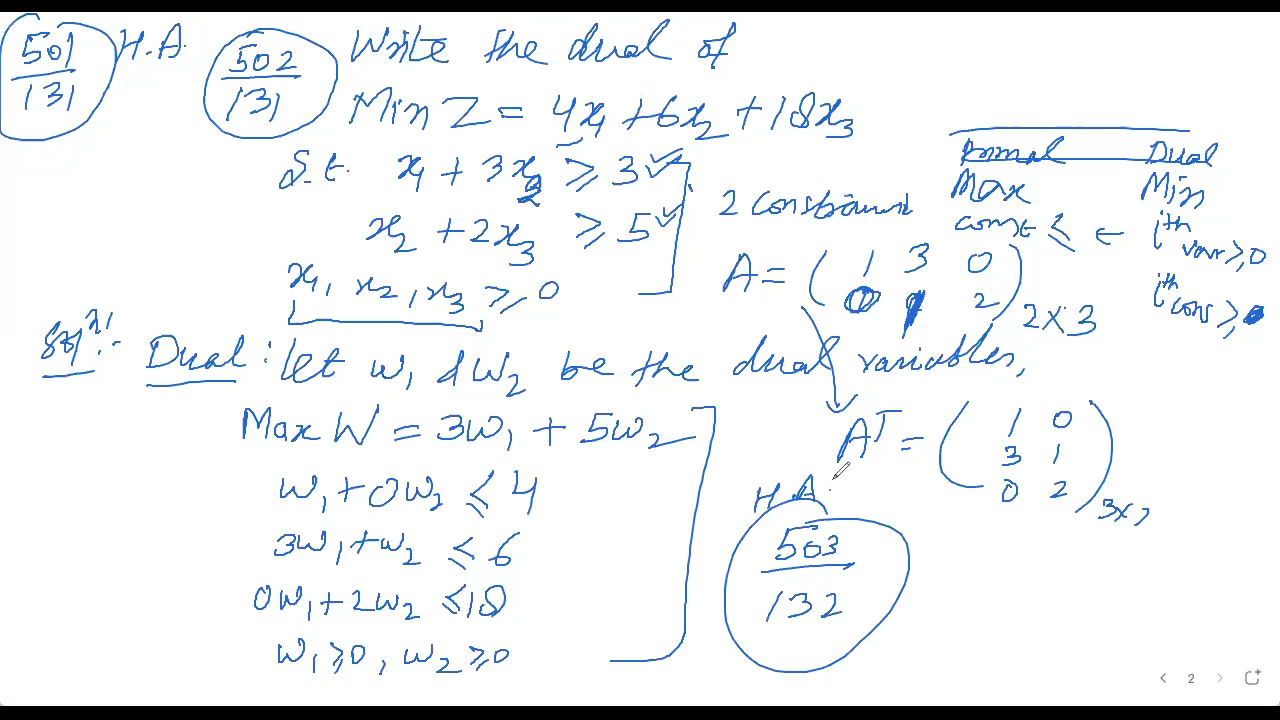 501/131 H.A. 502/131 Write the dual of
Min Z = 4x1 + 6x2 + 18x3
S.t. x1 + 3x2 ≥ 3 ✓
x2 + 2x3 ≥ 5 ✓
x1, x2, x3 ≥ 0
2 constraint
A = ( 1 3 0
0 1 2 ) 2×3
Primal Dual
Max Min
const ≤ ← ith var ≥, 0
ith cons ≥,
Sol^n:- Dual: let w1 & w2 be the dual variables,
Max W = 3w1 + 5w2
w1 + 0w2 ≤ 4
3w1 + w2 ≤ 6
0w1 + 2w2 ≤ 18
w1 ≥ 0, w2 ≥ 0
A^T = ( 1 0
3 1
0 2 ) 3×2
H.A.
503/132
2